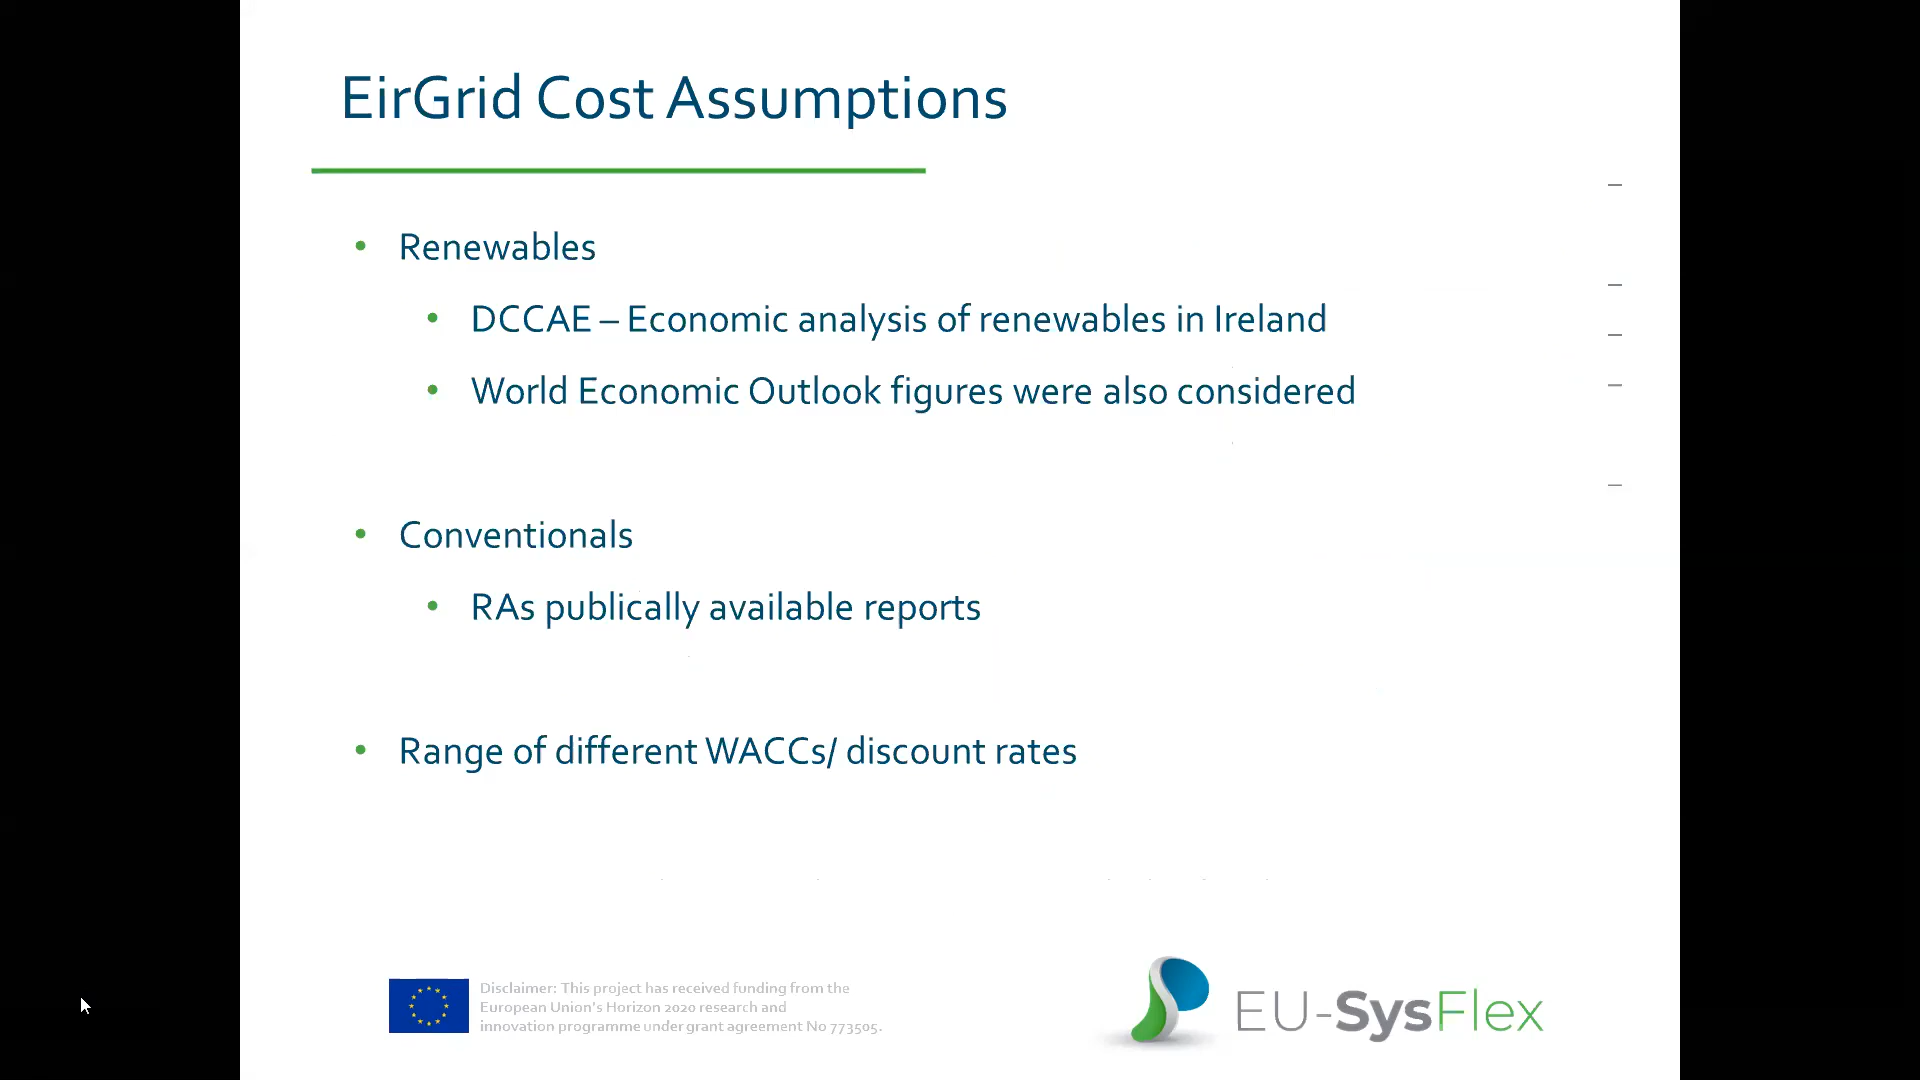 EirGrid Cost Assumptions
• Renewables
• DCCAE – Economic analysis of renewables in Ireland
• World Economic Outlook figures were also considered
• Conventionals
• RAs publically available reports
• Range of different WACCs/ discount rates
Disclaimer: This project has received funding from the
European Union's Horizon 2020 research and
innovation programme under grant agreement No 773505.
EU-SysFlex